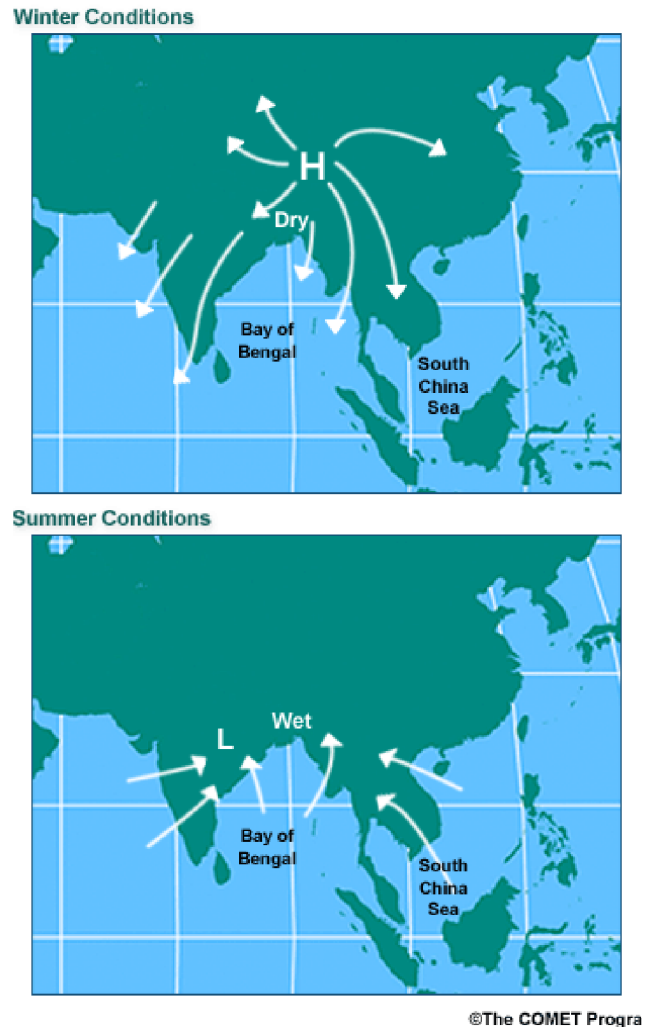 Winter Conditions
H
Dry
Bay of
Bengal
South
China
Sea
Summer Conditions
L
Wet
Bay of
Bengal
South
China
Sea
©The COMET Progra